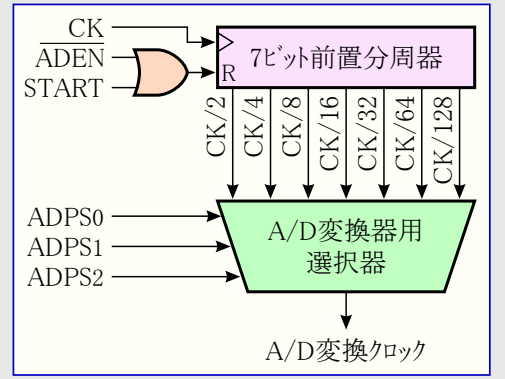 CK
ADEN
START
7ビット前置分周器
R
CK/2
CK/4
CK/8
CK/16
CK/32
CK/64
CK/128
ADPS0
ADPS1
ADPS2
A/D変換器用
選択器
A/D変換クロック